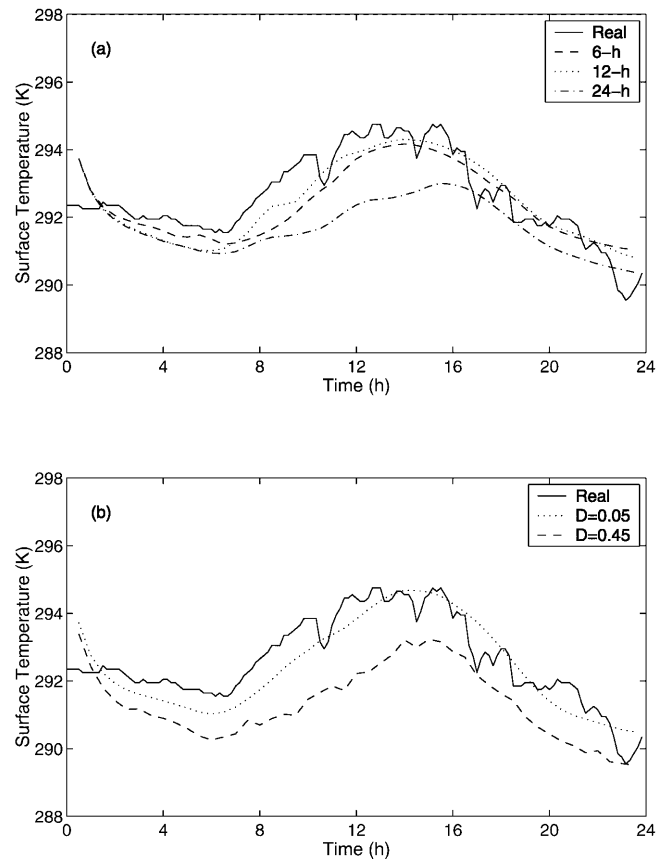 298
296
294
292
290
288
Surface Temperature (K)
(a)
Real
6-h
12-h
24-h
0 4 8 12 16 20 24
Time (h)
298
296
294
292
290
288
Surface Temperature (K)
(b)
Real
D=0.05
D=0.45
0 4 8 12 16 20 24
Time (h)